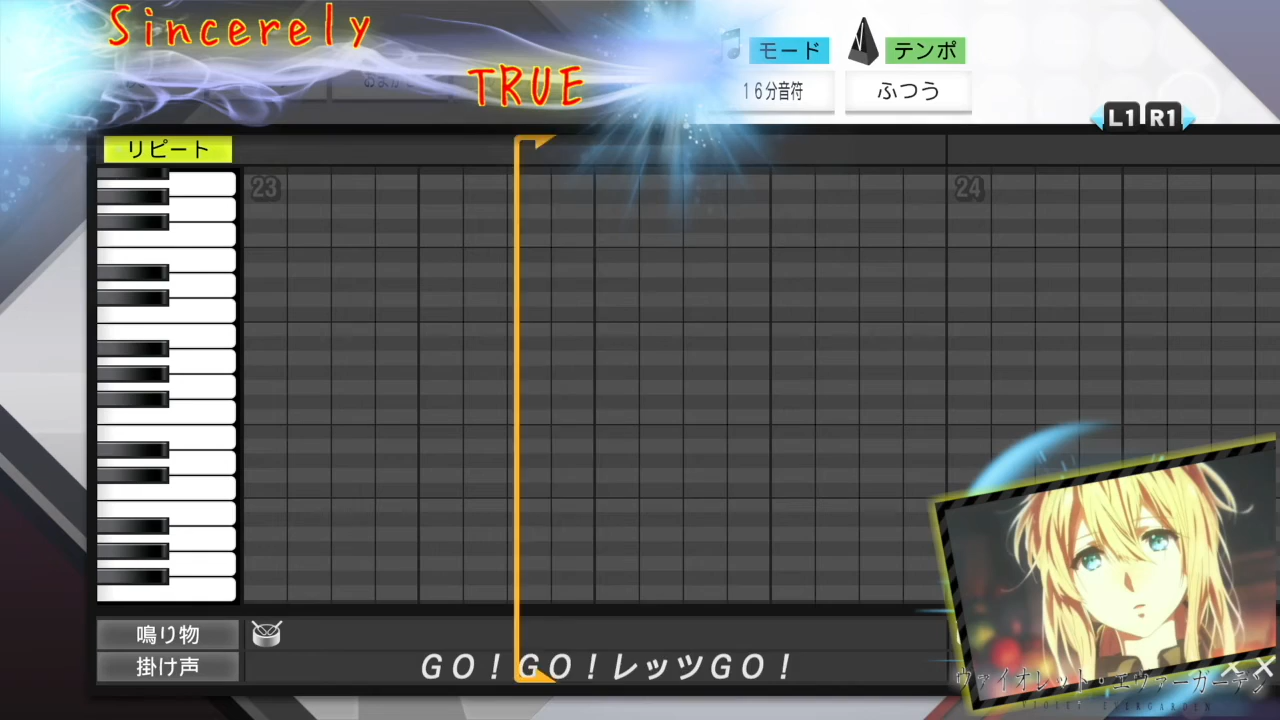 Sincerely
TRUE
モード
テンポ
16分音符
ふつう
L1 R1
リピート
23
24
鳴り物
掛け声
GO！GO！レッツGO！
ヴァイオレット・エヴァーガーデン
VIOLET EVERGARDEN